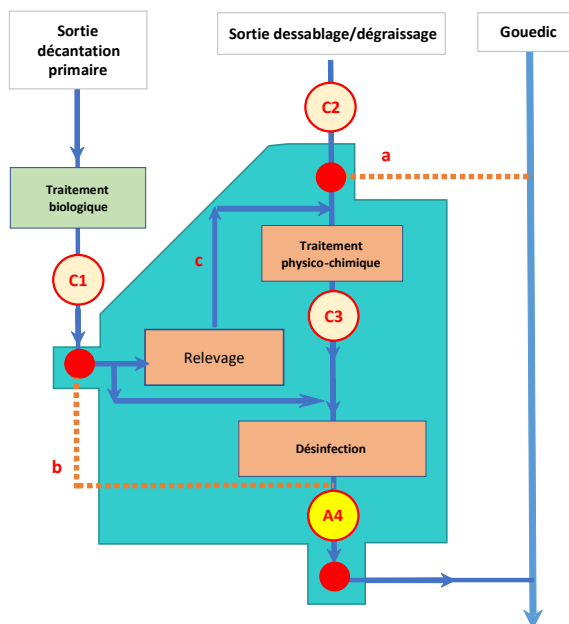 Sortie
décantation
primaire
Sortie dessablage/dégraissage
Gouedic
C2
a
Traitement
biologique
c
Traitement
physico-chimique
C1
C3
Relevage
Désinfection
b
A4